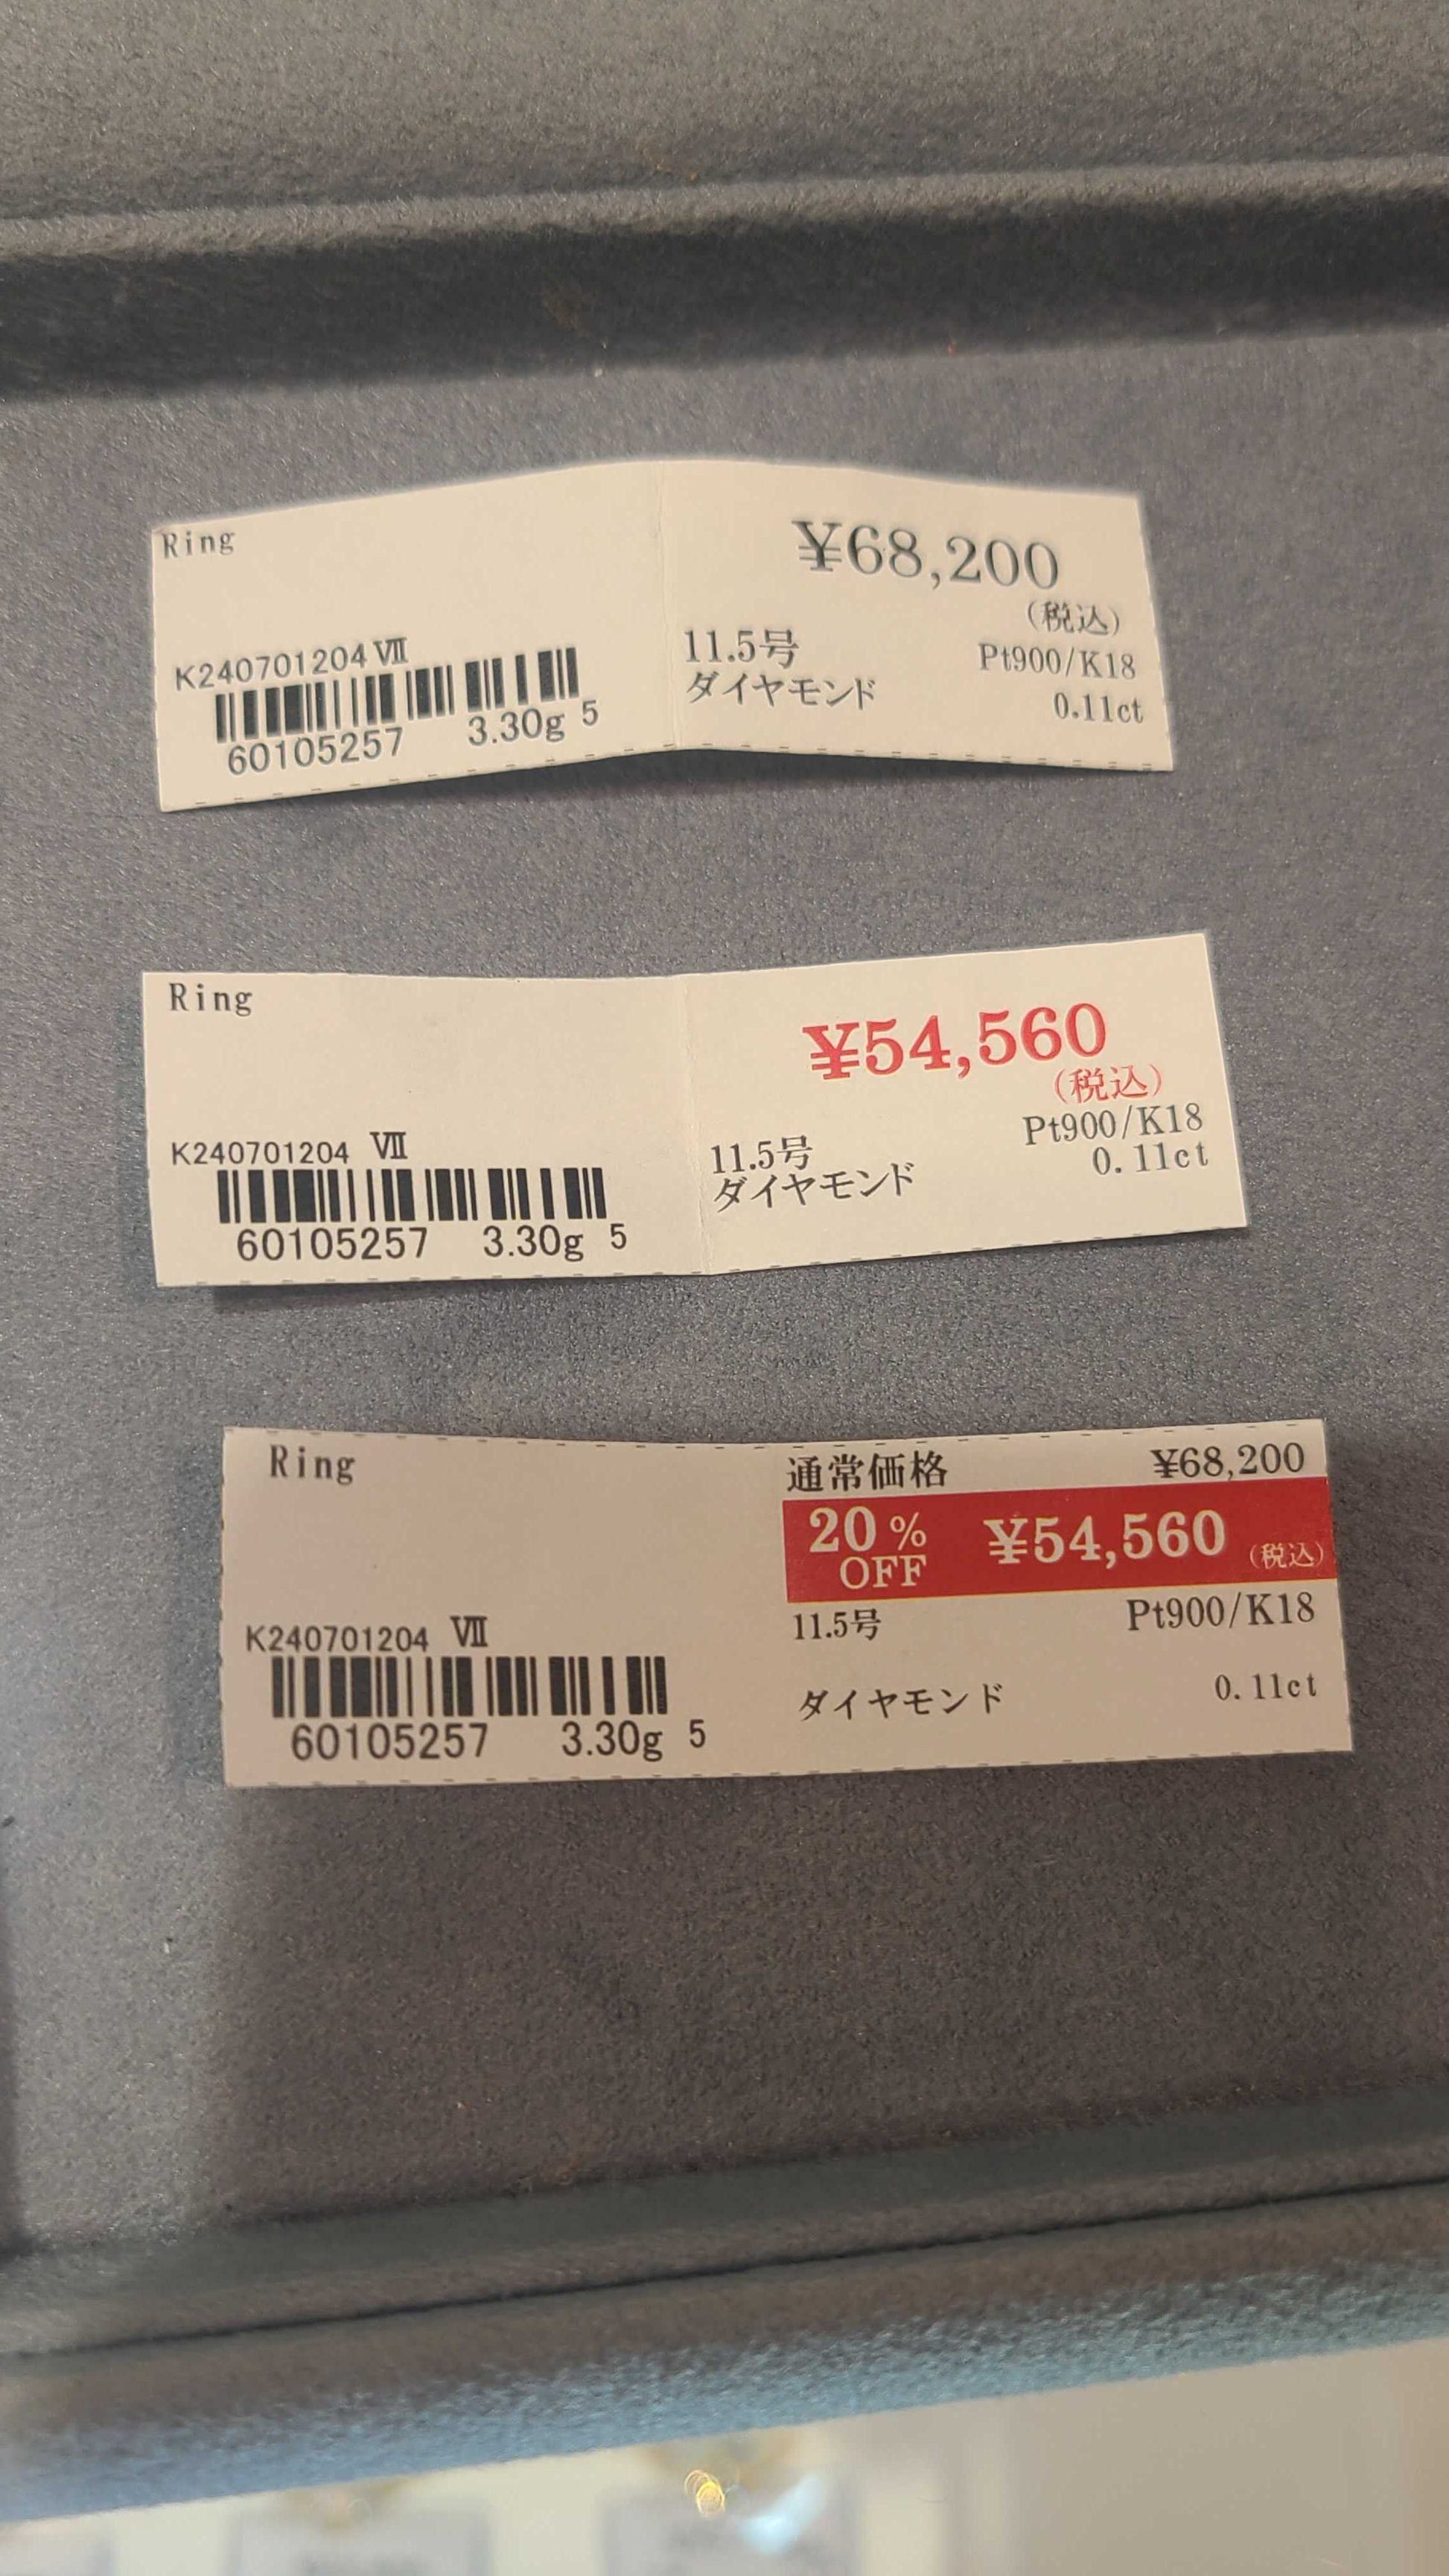 Ring
¥68,200
(税込)
K240701204 Ⅶ
11.5号 Pt900/K18
ダイヤモンド 0.11ct
60105257 3.30g 5
Ring
¥54,560
(税込)
K240701204 Ⅶ
11.5号 Pt900/K18
ダイヤモンド 0.11ct
60105257 3.30g 5
Ring
通常価格 ¥68,200
20% OFF ¥54,560 (税込)
K240701204 Ⅶ
11.5号 Pt900/K18
ダイヤモンド 0.11ct
60105257 3.30g 5